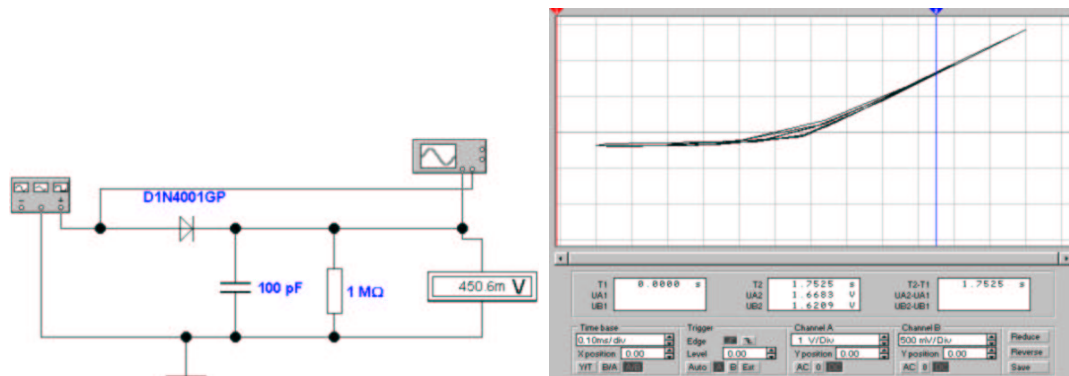 D1N4001GP
100 pF
1 MΩ
450.6m V
T1 0.0000 s
UA1
UB1
T2 1.7525 s
UA2 1.6683 V
UB2 1.6209 V
T2-T1 1.7525 s
UA2-UA1
UB2-UB1
Time base
0.10ms/div
X position 0.00
Y/T B/A A/B
Trigger
Edge
Level 0.00
Auto A B Ext
Channel A
1 V/Div
Y position 0.00
AC 0 DC
Channel B
500 mV/Div
Y position 0.00
AC 0 DC
Reduce
Reverse
Save